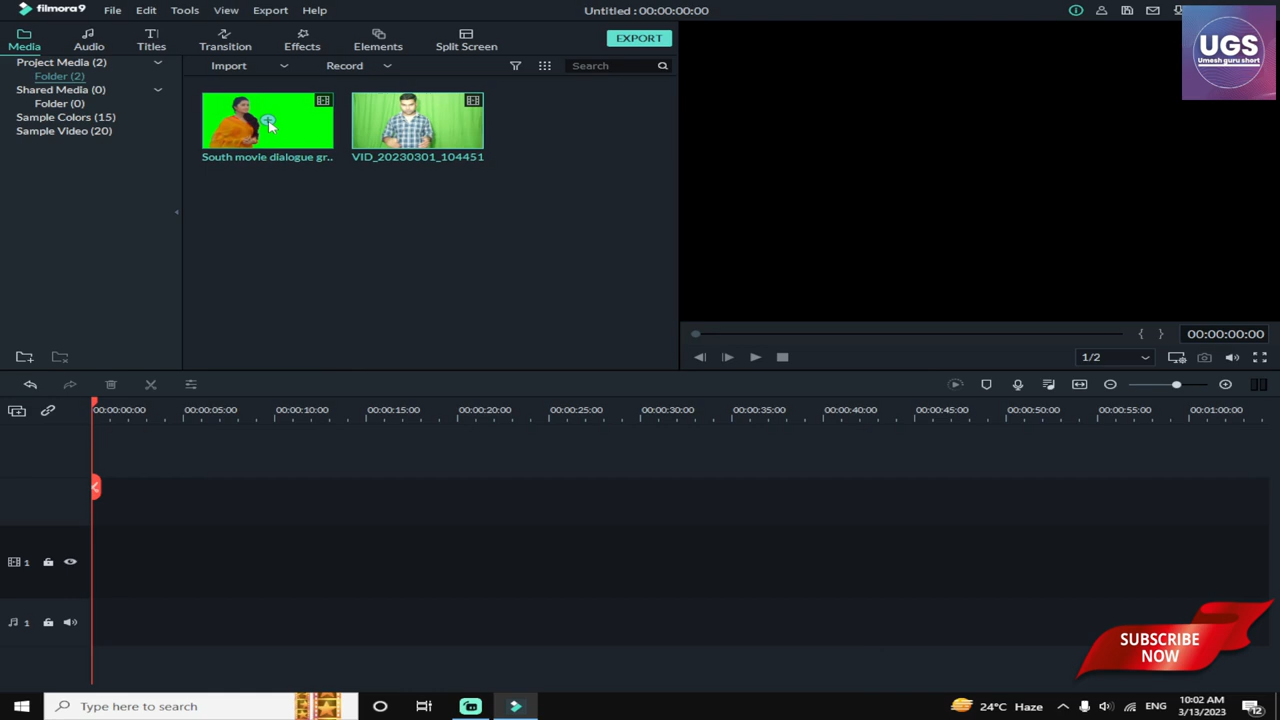 filmora9 File Edit Tools View Export Help Untitled : 00:00:00:00
UGS
Umesh guru short
Media Audio Titles Transition Effects Elements Split Screen EXPORT
Project Media (2)
Folder (2)
Shared Media (0)
Folder (0)
Sample Colors (15)
Sample Video (20)
Import Record Search
South movie dialogue gr.. VID_20230301_104451
00:00:00:00
1/2
00:00:00:00 00:00:05:00 00:00:10:00 00:00:15:00 00:00:20:00 00:00:25:00 00:00:30:00 00:00:35:00 00:00:40:00 00:00:45:00 00:00:50:00 00:00:55:00 00:01:00:00
1
1
SUBSCRIBE
NOW
Type here to search
24°C Haze
ENG
10:02 AM
3/13/2023
12